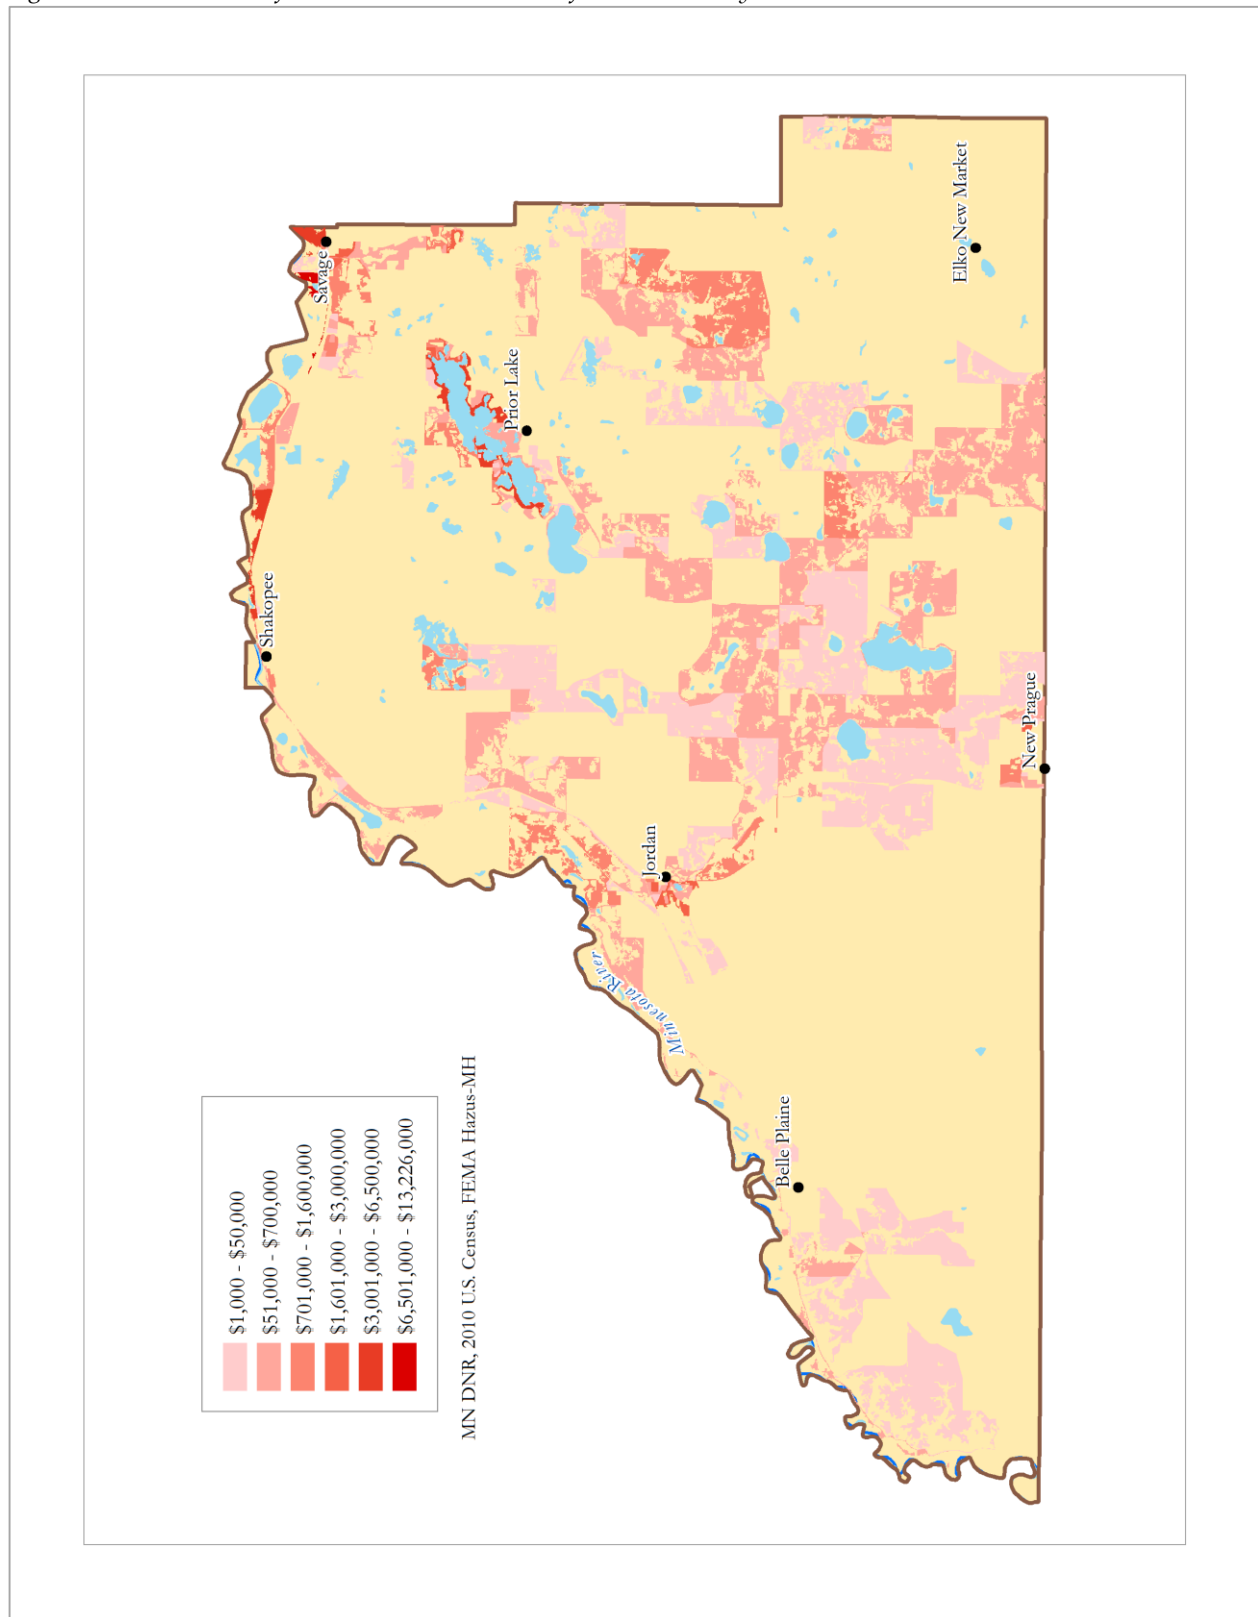 $1,000 - $50,000
$51,000 - $700,000
$701,000 - $1,600,000
$1,601,000 - $3,000,000
$3,001,000 - $6,500,000
$6,501,000 - $13,226,000
MN DNR, 2010 U.S. Census, FEMA Hazus-MH
Savage
Shakopee
Prior Lake
Elko New Market
Jordan
New Prague
Minnesota River
Belle Plaine